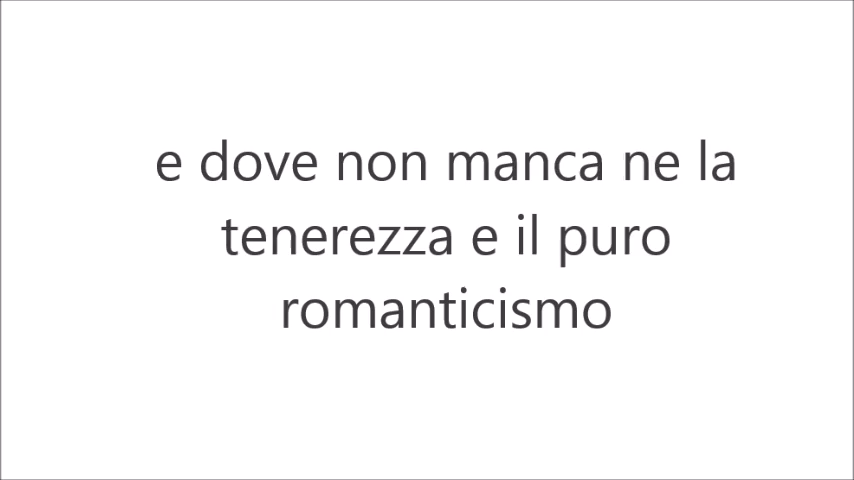 e dove non manca ne la
tenerezza e il puro
romanticismo